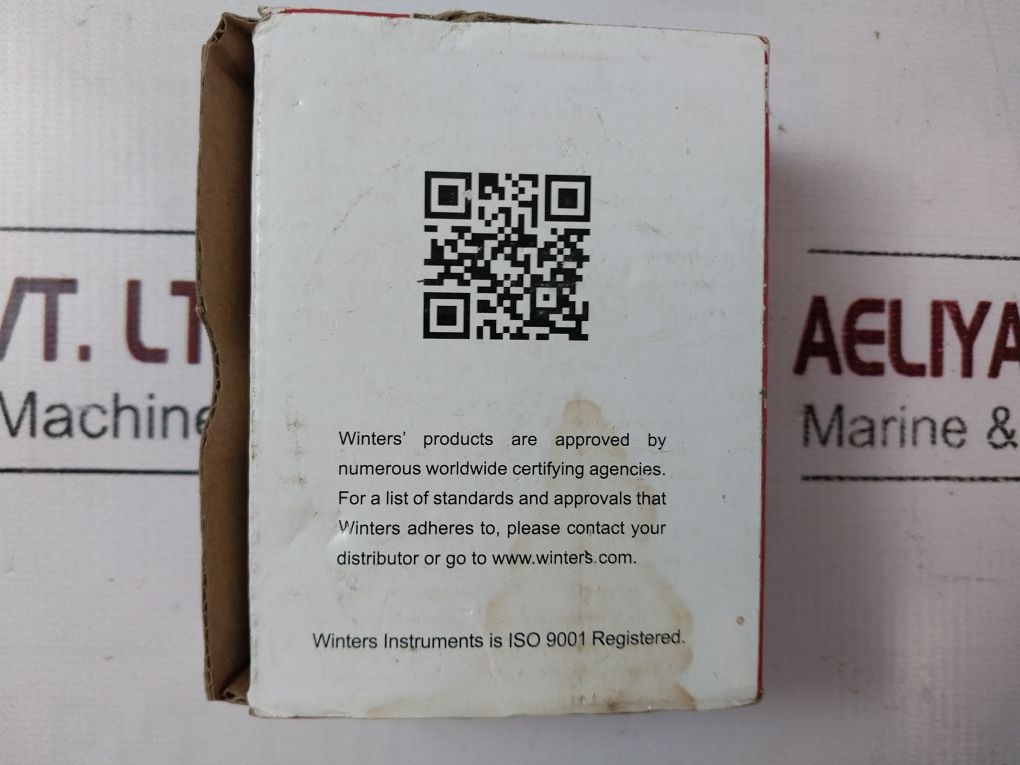 Winters' products are approved by
numerous worldwide certifying agencies.
For a list of standards and approvals that
Winters adheres to, please contact your
distributor or go to www.winters.com.
Winters Instruments is ISO 9001 Registered.
VT. LT
Machine
AELIYA
Marine &